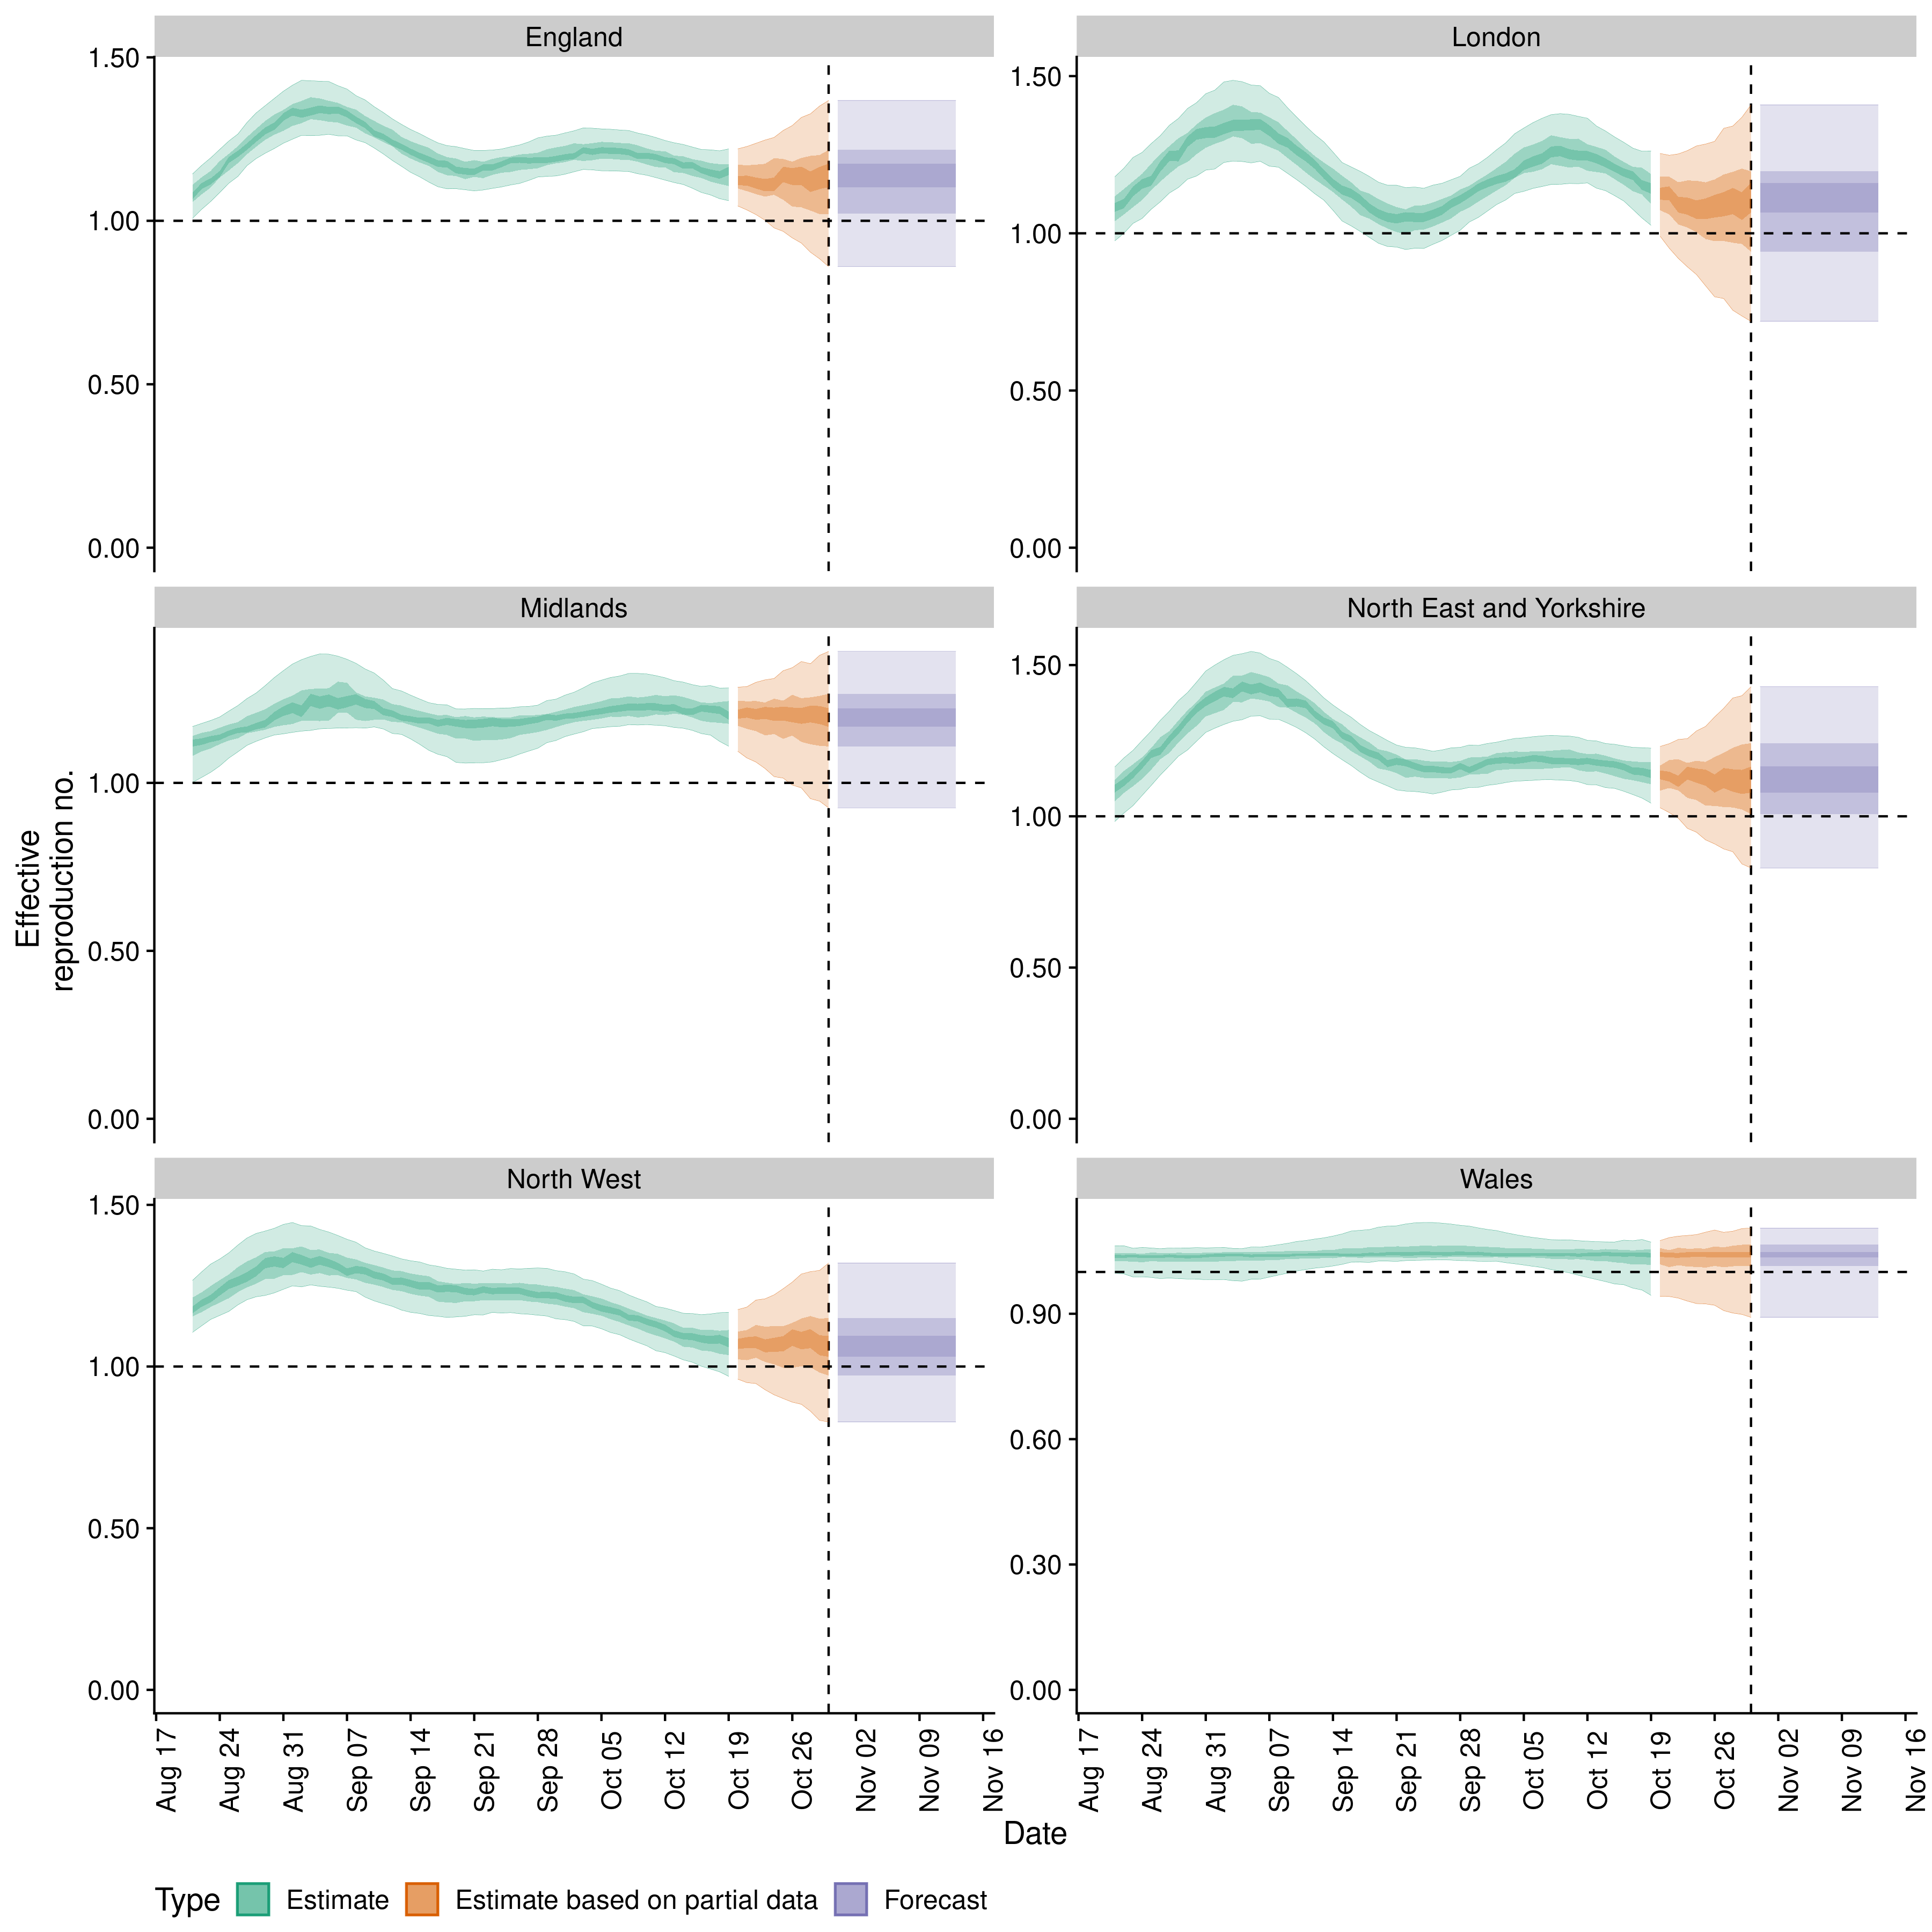 England
London
1.50
1.00
0.50
0.00
1.50
1.00
0.50
0.00
Midlands
North East and Yorkshire
1.00
0.50
0.00
1.50
1.00
0.50
0.00
North West
Wales
1.50
1.00
0.50
0.00
0.90
0.60
0.30
0.00
Effective
reproduction no.
Aug 17
Aug 24
Aug 31
Sep 07
Sep 14
Sep 21
Sep 28
Oct 05
Oct 12
Oct 19
Oct 26
Nov 02
Nov 09
Nov 16
Aug 17
Aug 24
Aug 31
Sep 07
Sep 14
Sep 21
Sep 28
Oct 05
Oct 12
Oct 19
Oct 26
Nov 02
Nov 09
Nov 16
Date
Type Estimate Estimate based on partial data Forecast